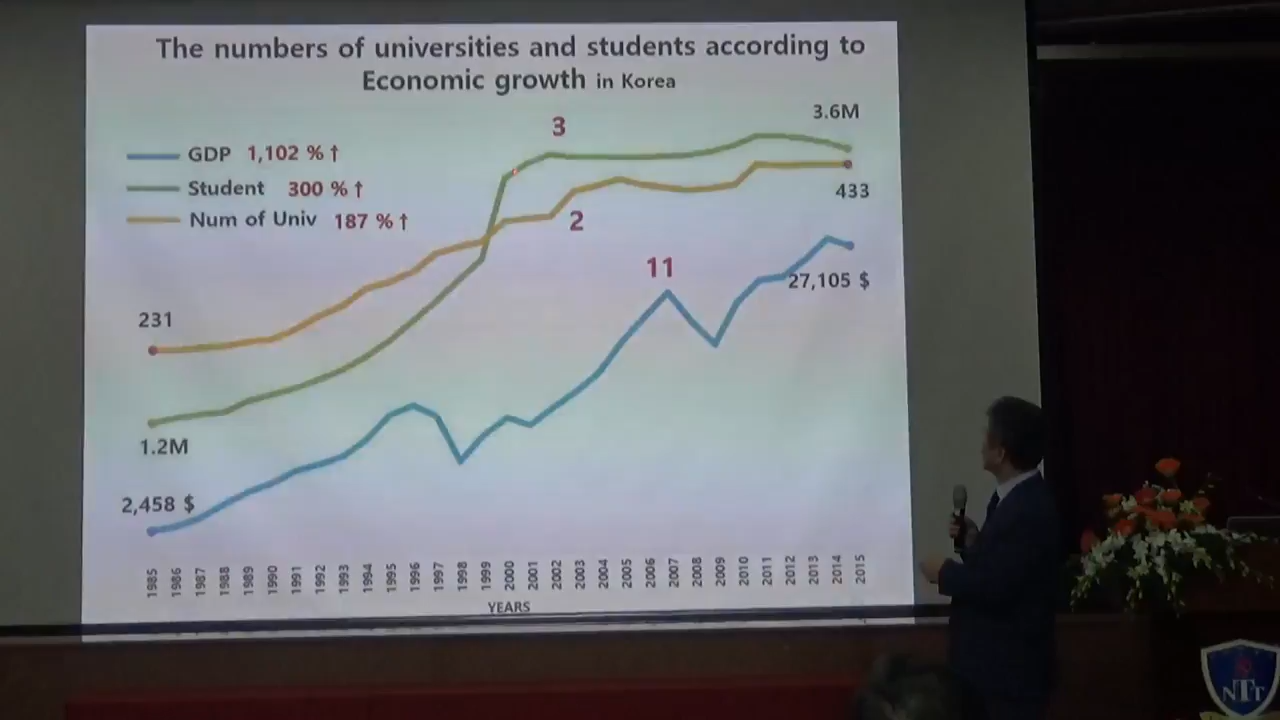 The numbers of universities and students according to
Economic growth in Korea
GDP 1,102 % ↑
Student 300 % ↑
Num of Univ 187 % ↑
3
3.6M
433
2
11
27,105 $
231
1.2M
2,458 $
1985 1986 1987 1988 1989 1990 1991 1992 1993 1994 1995 1996 1997 1998 1999 2000 2001 2002 2003 2004 2005 2006 2007 2008 2009 2010 2011 2012 2013 2014 2015
YEARS
NTT